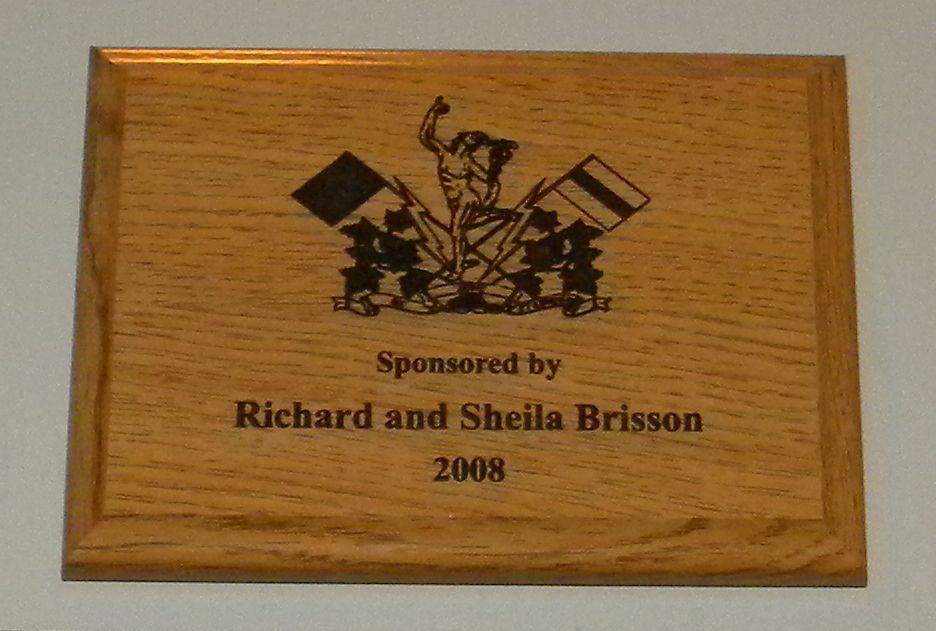 Sponsored by
Richard and Sheila Brisson
2008